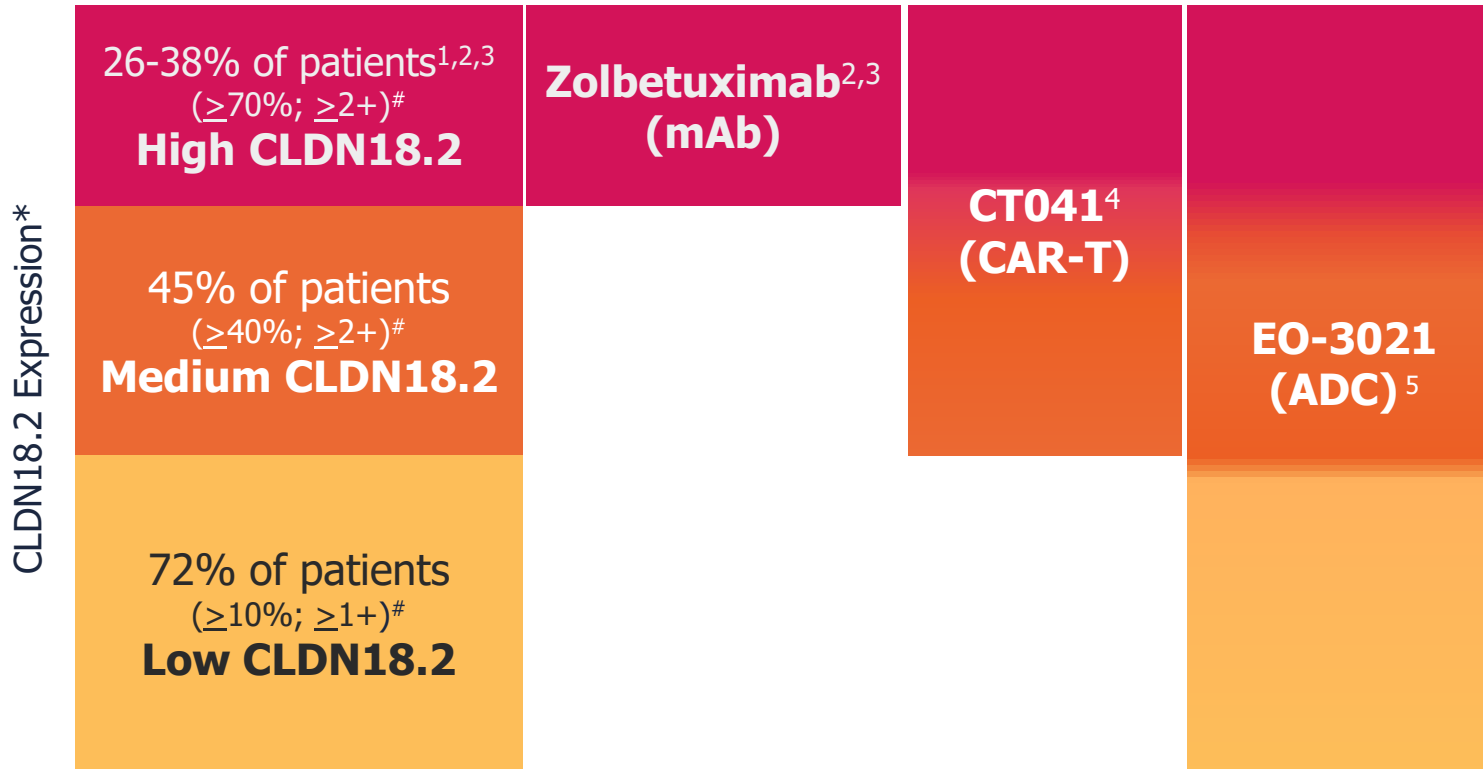 CLDN18.2 Expression*
26-38% of patients1,2,3
(≥70%; ≥2+)#
High CLDN18.2
45% of patients
(≥40%; ≥2+)#
Medium CLDN18.2
72% of patients
(≥10%; ≥1+)#
Low CLDN18.2
Zolbetuximab2,3
(mAb)
CT0414
(CAR-T)
EO-3021
(ADC) 5